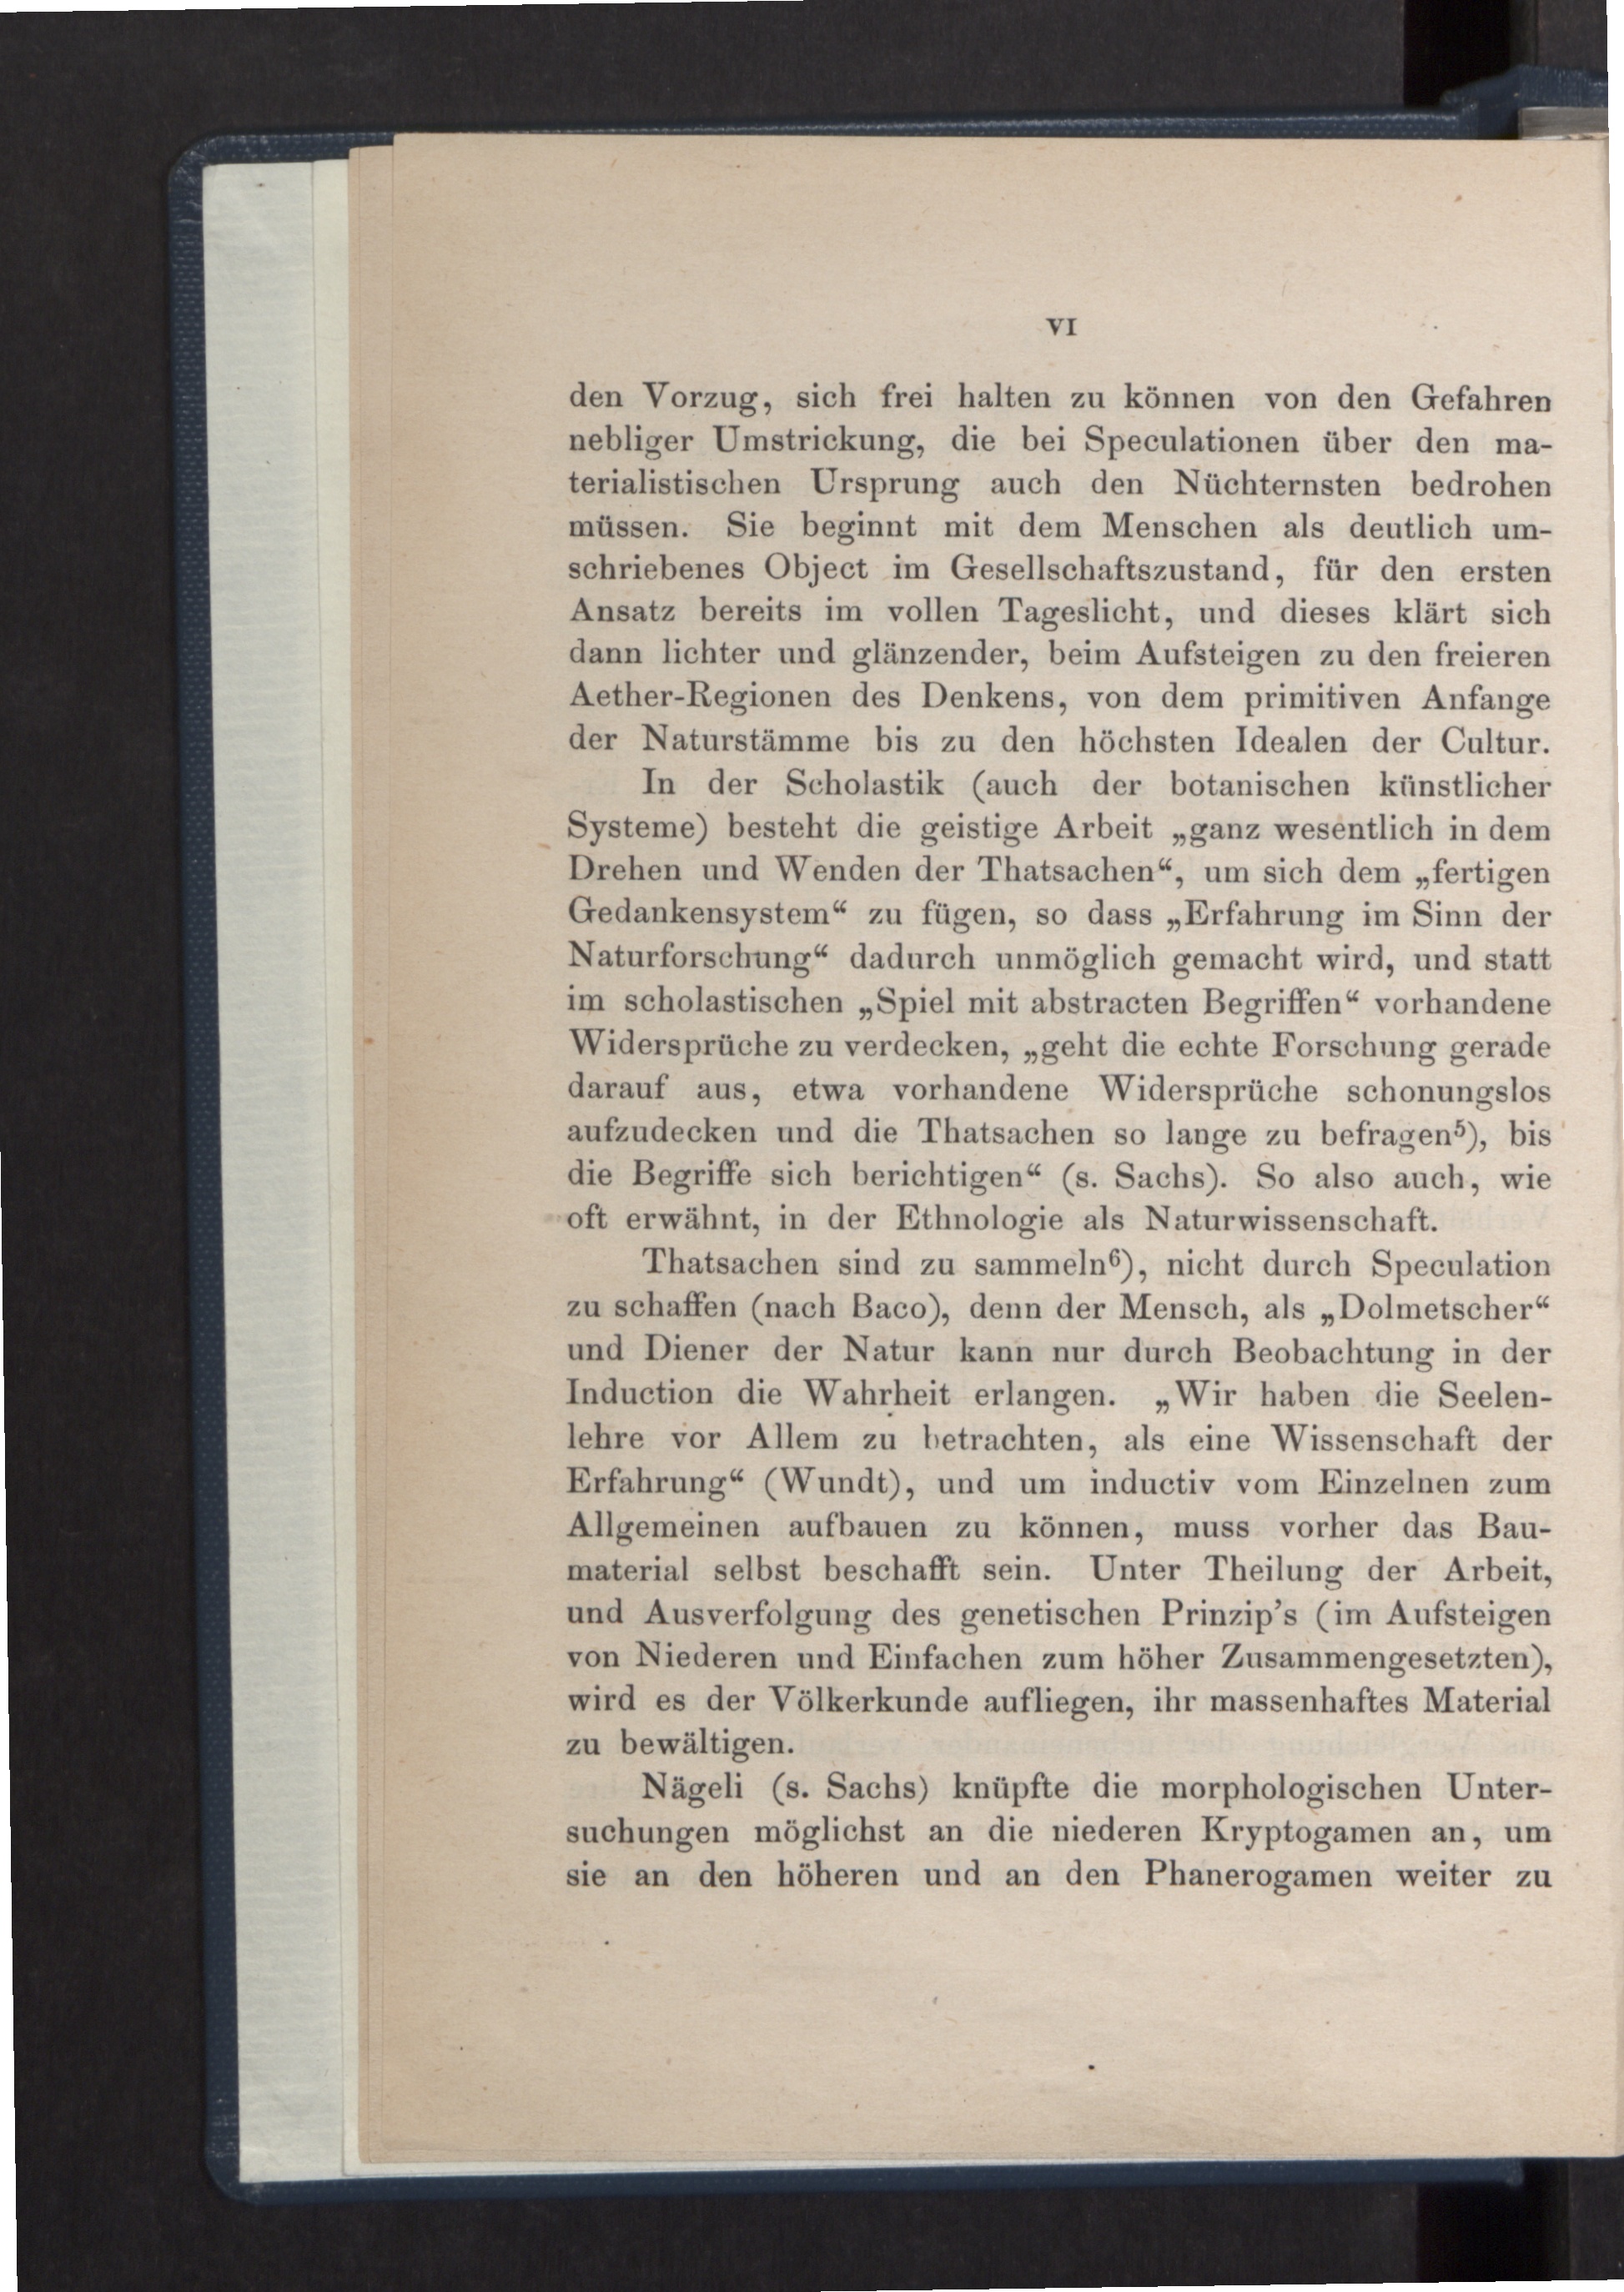 VI
den Vorzug, sich frei halten zu können von den Gefahren
nebliger Umstrickung, die bei Speculationen über den ma-
terialistischen Ursprung auch den Nüchternsten bedrohen
müssen. Sie beginnt mit dem Menschen als deutlich um-
schriebenes Object im Gesellschaftszustand, für den ersten
Ansatz bereits im vollen Tageslicht, und dieses klärt sich
dann lichter und glänzender, beim Aufsteigen zu den freieren
Aether-Regionen des Denkens, von dem primitiven Anfange
der Naturstämme bis zu den höchsten Idealen der Cultur.
In der Scholastik (auch der botanischen künstlicher
Systeme) besteht die geistige Arbeit „ganz wesentlich in dem
Drehen und Wenden der Thatsachen“, um sich dem „fertigen
Gedankensystem“ zu fügen, so dass „Erfahrung im Sinn der
Naturforschung“ dadurch unmöglich gemacht wird, und statt
im scholastischen „Spiel mit abstracten Begriffen“ vorhandene
Widersprüche zu verdecken, „geht die echte Forschung gerade
darauf aus, etwa vorhandene Widersprüche schonungslos
aufzudecken und die Thatsachen so lange zu befragen⁵), bis
die Begriffe sich berichtigen“ (s. Sachs). So also auch, wie
oft erwähnt, in der Ethnologie als Naturwissenschaft.
Thatsachen sind zu sammeln⁶), nicht durch Speculation
zu schaffen (nach Baco), denn der Mensch, als „Dolmetscher“
und Diener der Natur kann nur durch Beobachtung in der
Induction die Wahrheit erlangen. „Wir haben die Seelen-
lehre vor Allem zu betrachten, als eine Wissenschaft der
Erfahrung“ (Wundt), und um inductiv vom Einzelnen zum
Allgemeinen aufbauen zu können, muss vorher das Bau-
material selbst beschafft sein. Unter Theilung der Arbeit,
und Ausverfolgung des genetischen Prinzip’s (im Aufsteigen
von Niederen und Einfachen zum höher Zusammengesetzten),
wird es der Völkerkunde aufliegen, ihr massenhaftes Material
zu bewältigen.
Nägeli (s. Sachs) knüpfte die morphologischen Unter-
suchungen möglichst an die niederen Kryptogamen an, um
sie an den höheren und an den Phanerogamen weiter zu